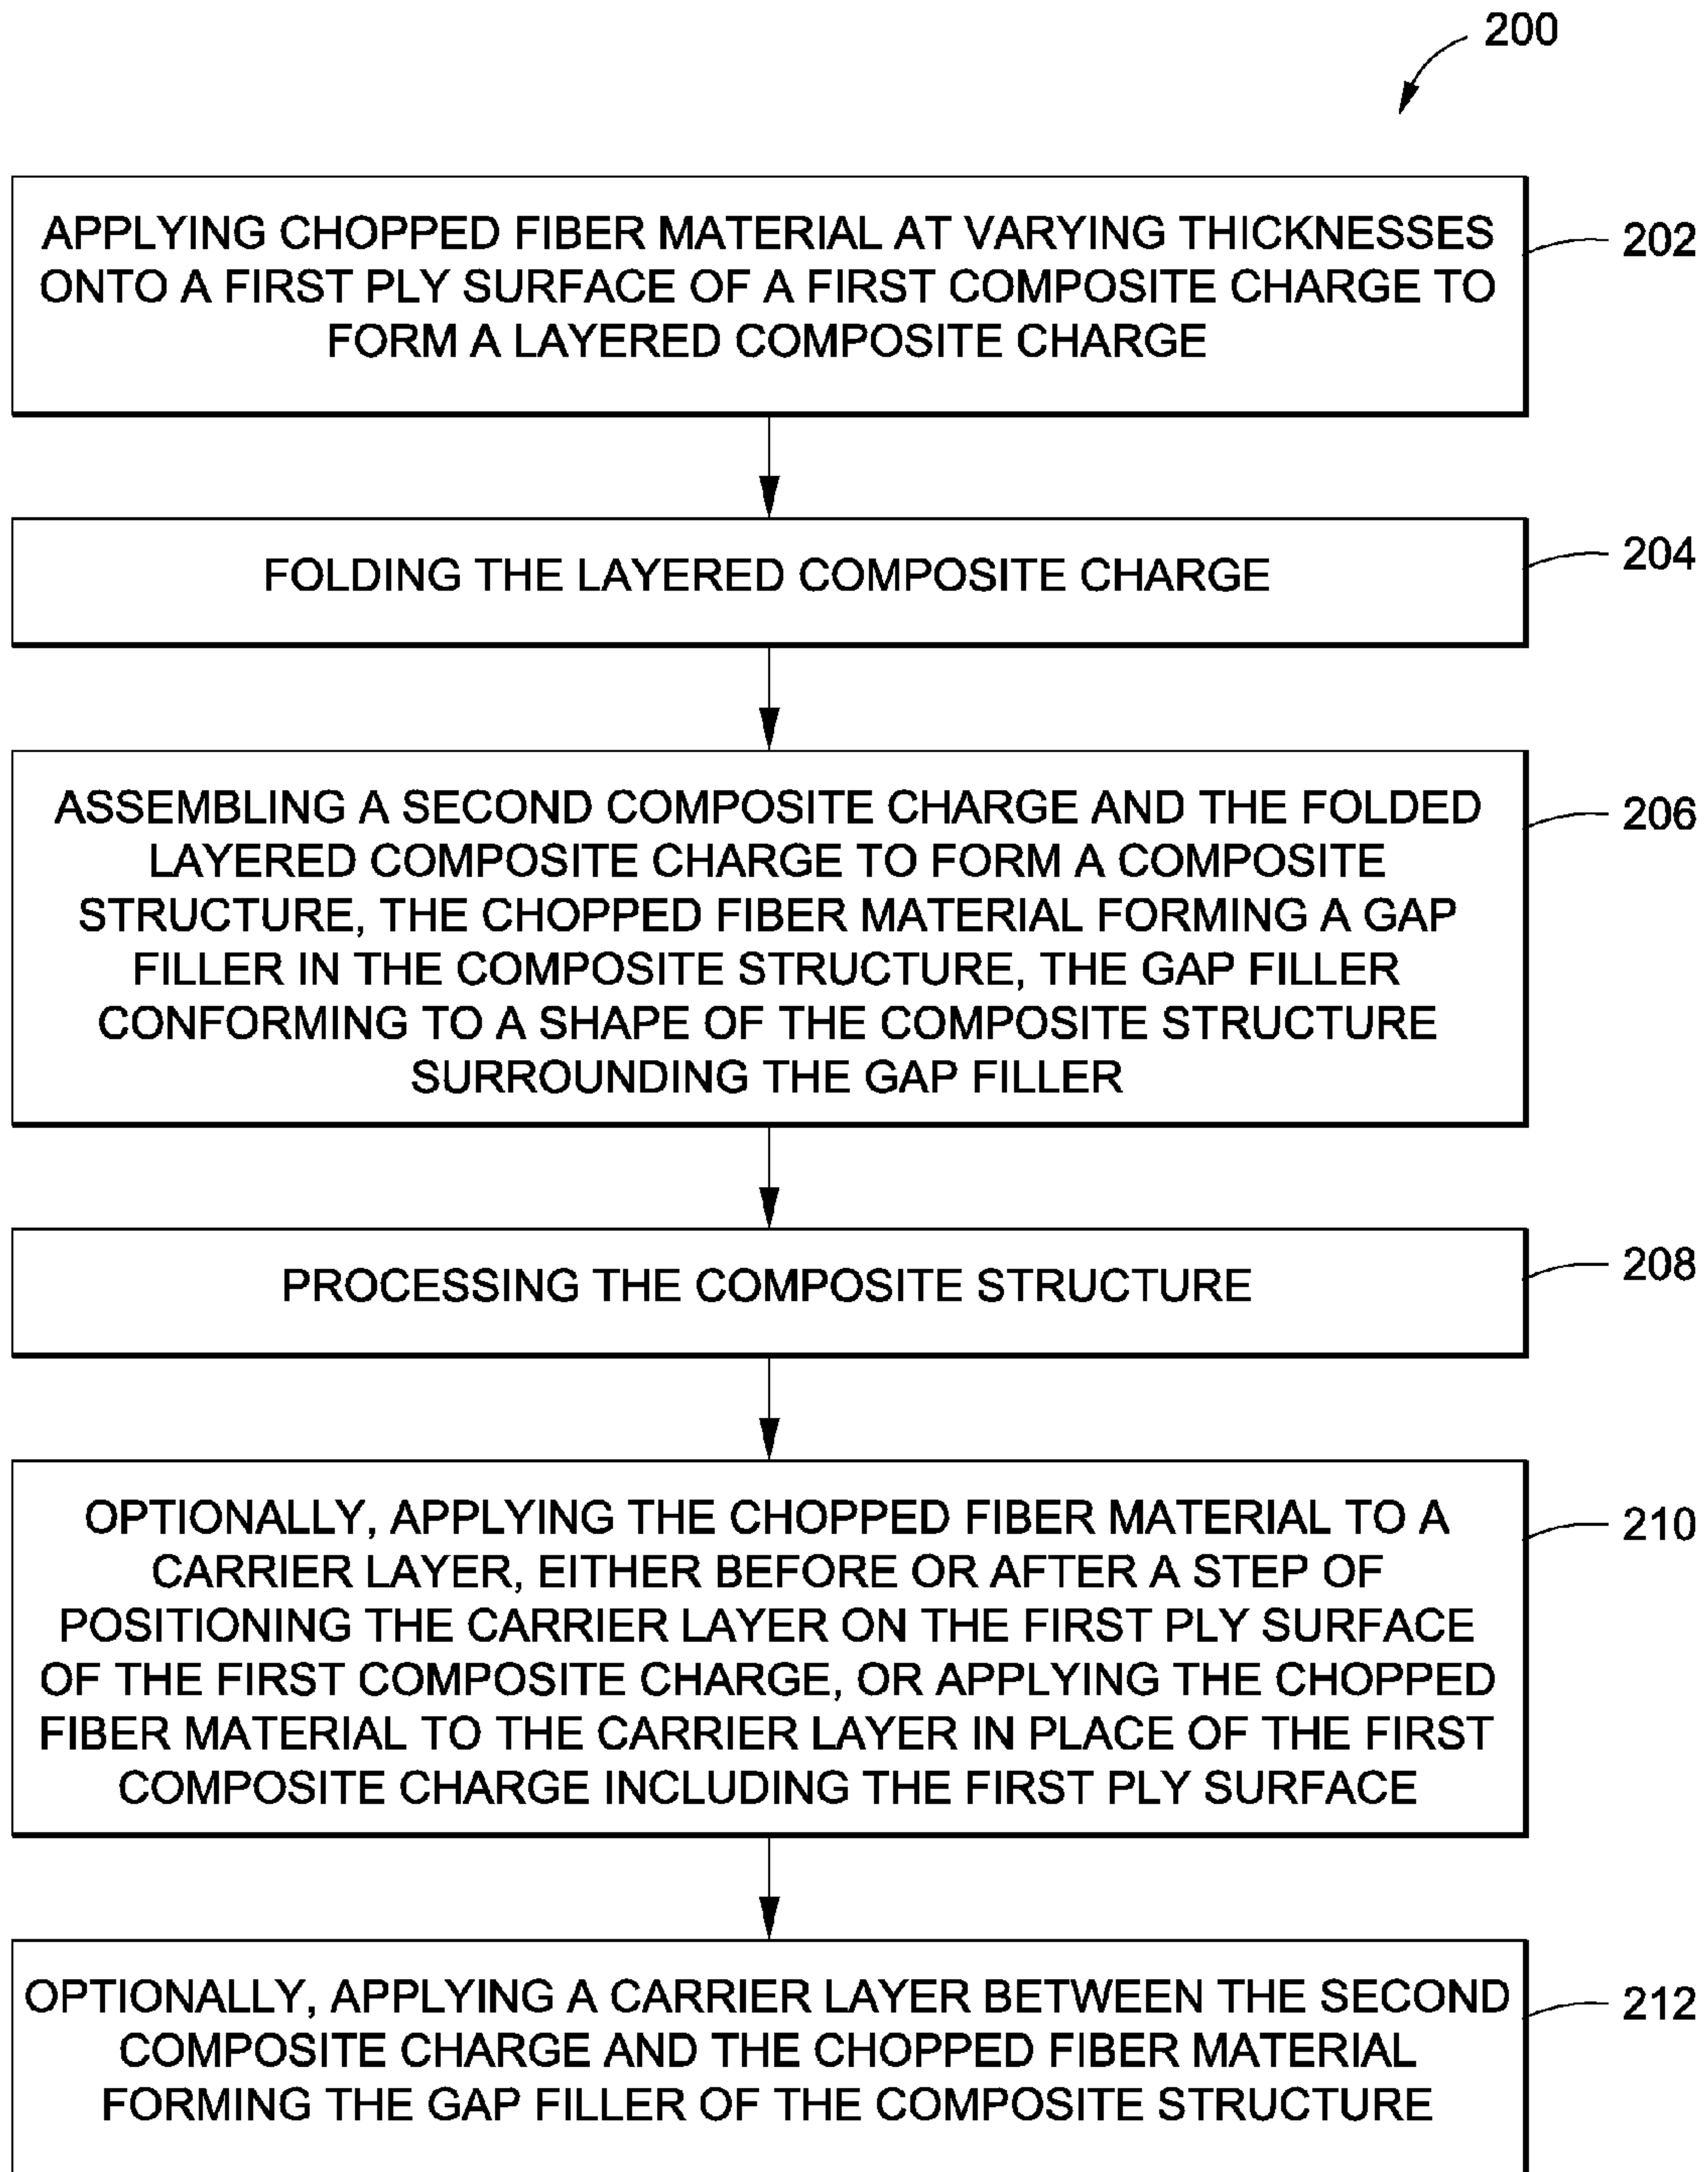 200
APPLYING CHOPPED FIBER MATERIAL AT VARYING THICKNESSES
ONTO A FIRST PLY SURFACE OF A FIRST COMPOSITE CHARGE TO
FORM A LAYERED COMPOSITE CHARGE
202
FOLDING THE LAYERED COMPOSITE CHARGE
204
ASSEMBLING A SECOND COMPOSITE CHARGE AND THE FOLDED
LAYERED COMPOSITE CHARGE TO FORM A COMPOSITE
STRUCTURE, THE CHOPPED FIBER MATERIAL FORMING A GAP
FILLER IN THE COMPOSITE STRUCTURE, THE GAP FILLER
CONFORMING TO A SHAPE OF THE COMPOSITE STRUCTURE
SURROUNDING THE GAP FILLER
206
PROCESSING THE COMPOSITE STRUCTURE
208
OPTIONALLY, APPLYING THE CHOPPED FIBER MATERIAL TO A
CARRIER LAYER, EITHER BEFORE OR AFTER A STEP OF
POSITIONING THE CARRIER LAYER ON THE FIRST PLY SURFACE
OF THE FIRST COMPOSITE CHARGE, OR APPLYING THE CHOPPED
FIBER MATERIAL TO THE CARRIER LAYER IN PLACE OF THE FIRST
COMPOSITE CHARGE INCLUDING THE FIRST PLY SURFACE
210
OPTIONALLY, APPLYING A CARRIER LAYER BETWEEN THE SECOND
COMPOSITE CHARGE AND THE CHOPPED FIBER MATERIAL
FORMING THE GAP FILLER OF THE COMPOSITE STRUCTURE
212